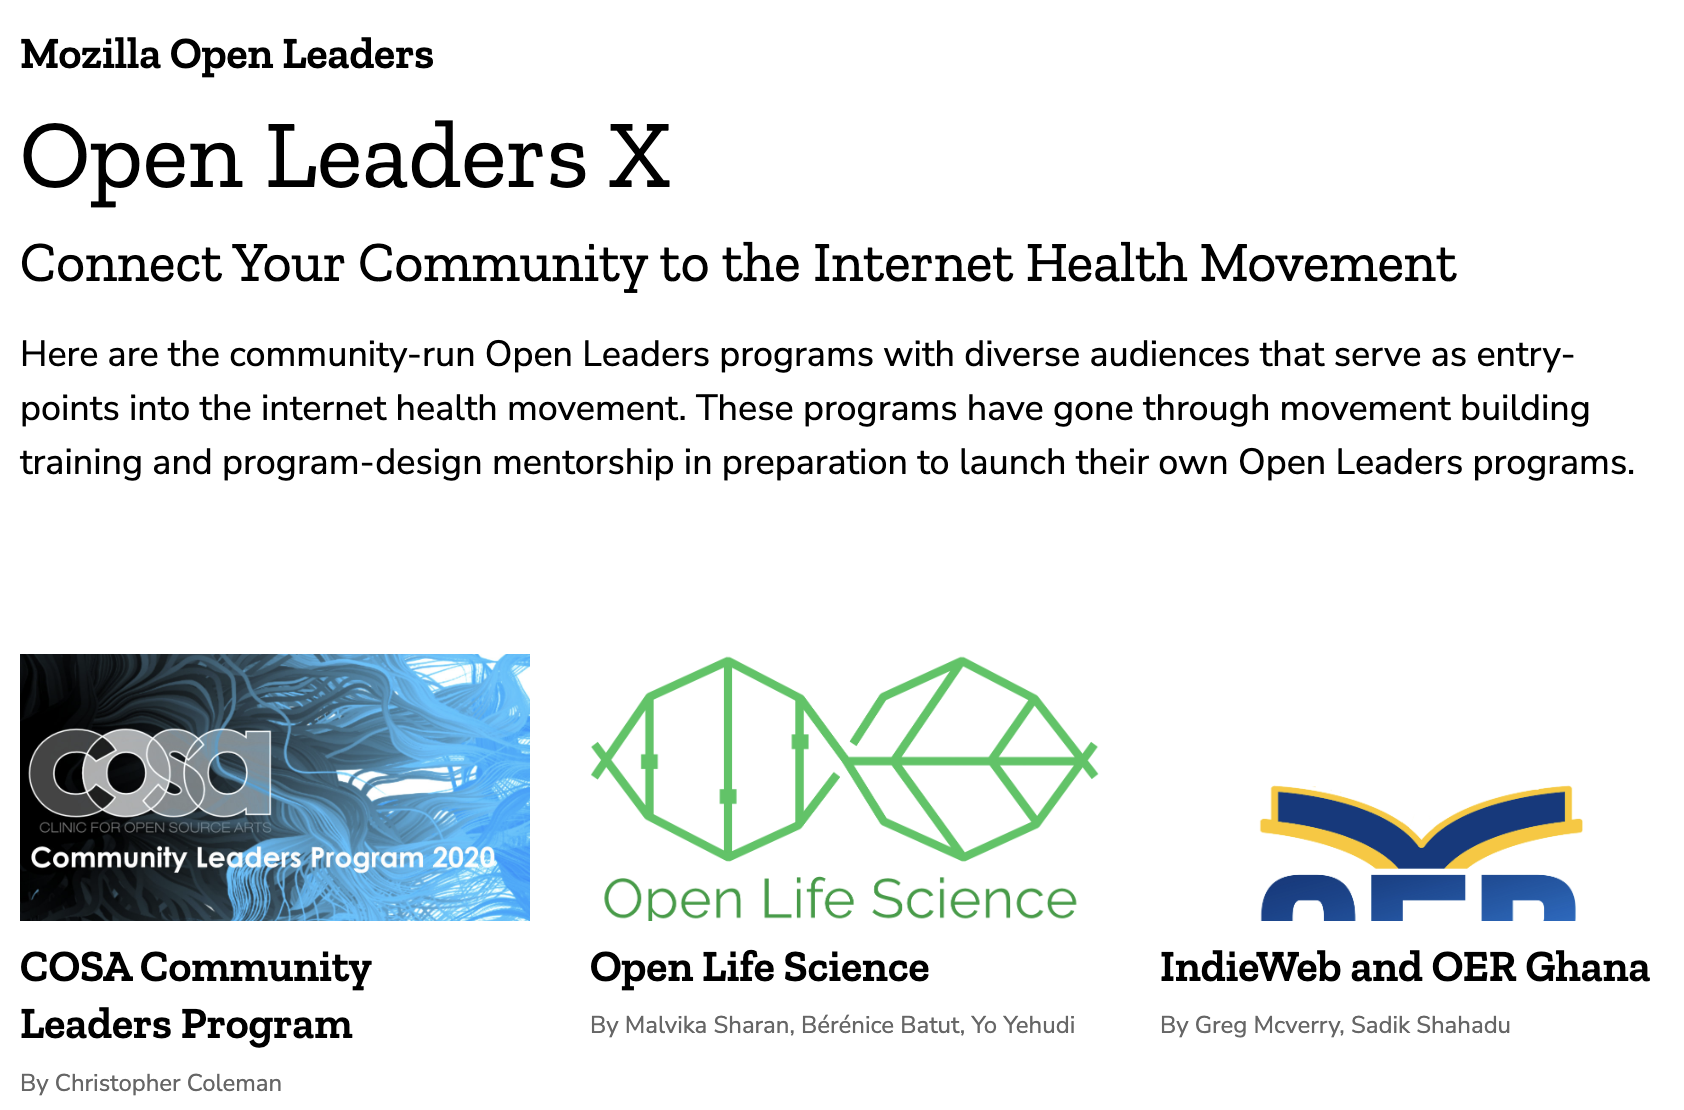 Mozilla Open Leaders
Open Leaders X
Connect Your Community to the Internet Health Movement
Here are the community-run Open Leaders programs with diverse audiences that serve as entry-
points into the internet health movement. These programs have gone through movement building
training and program-design mentorship in preparation to launch their own Open Leaders programs.
cosa
CLINIC FOR OPEN SOURCE ARTS
Community Leaders Program 2020
COSA Community
Leaders Program
By Christopher Coleman
Open Life Science
Open Life Science
By Malvika Sharan, Bérénice Batut, Yo Yehudi
OER
IndieWeb and OER Ghana
By Greg Mcverry, Sadik Shahadu